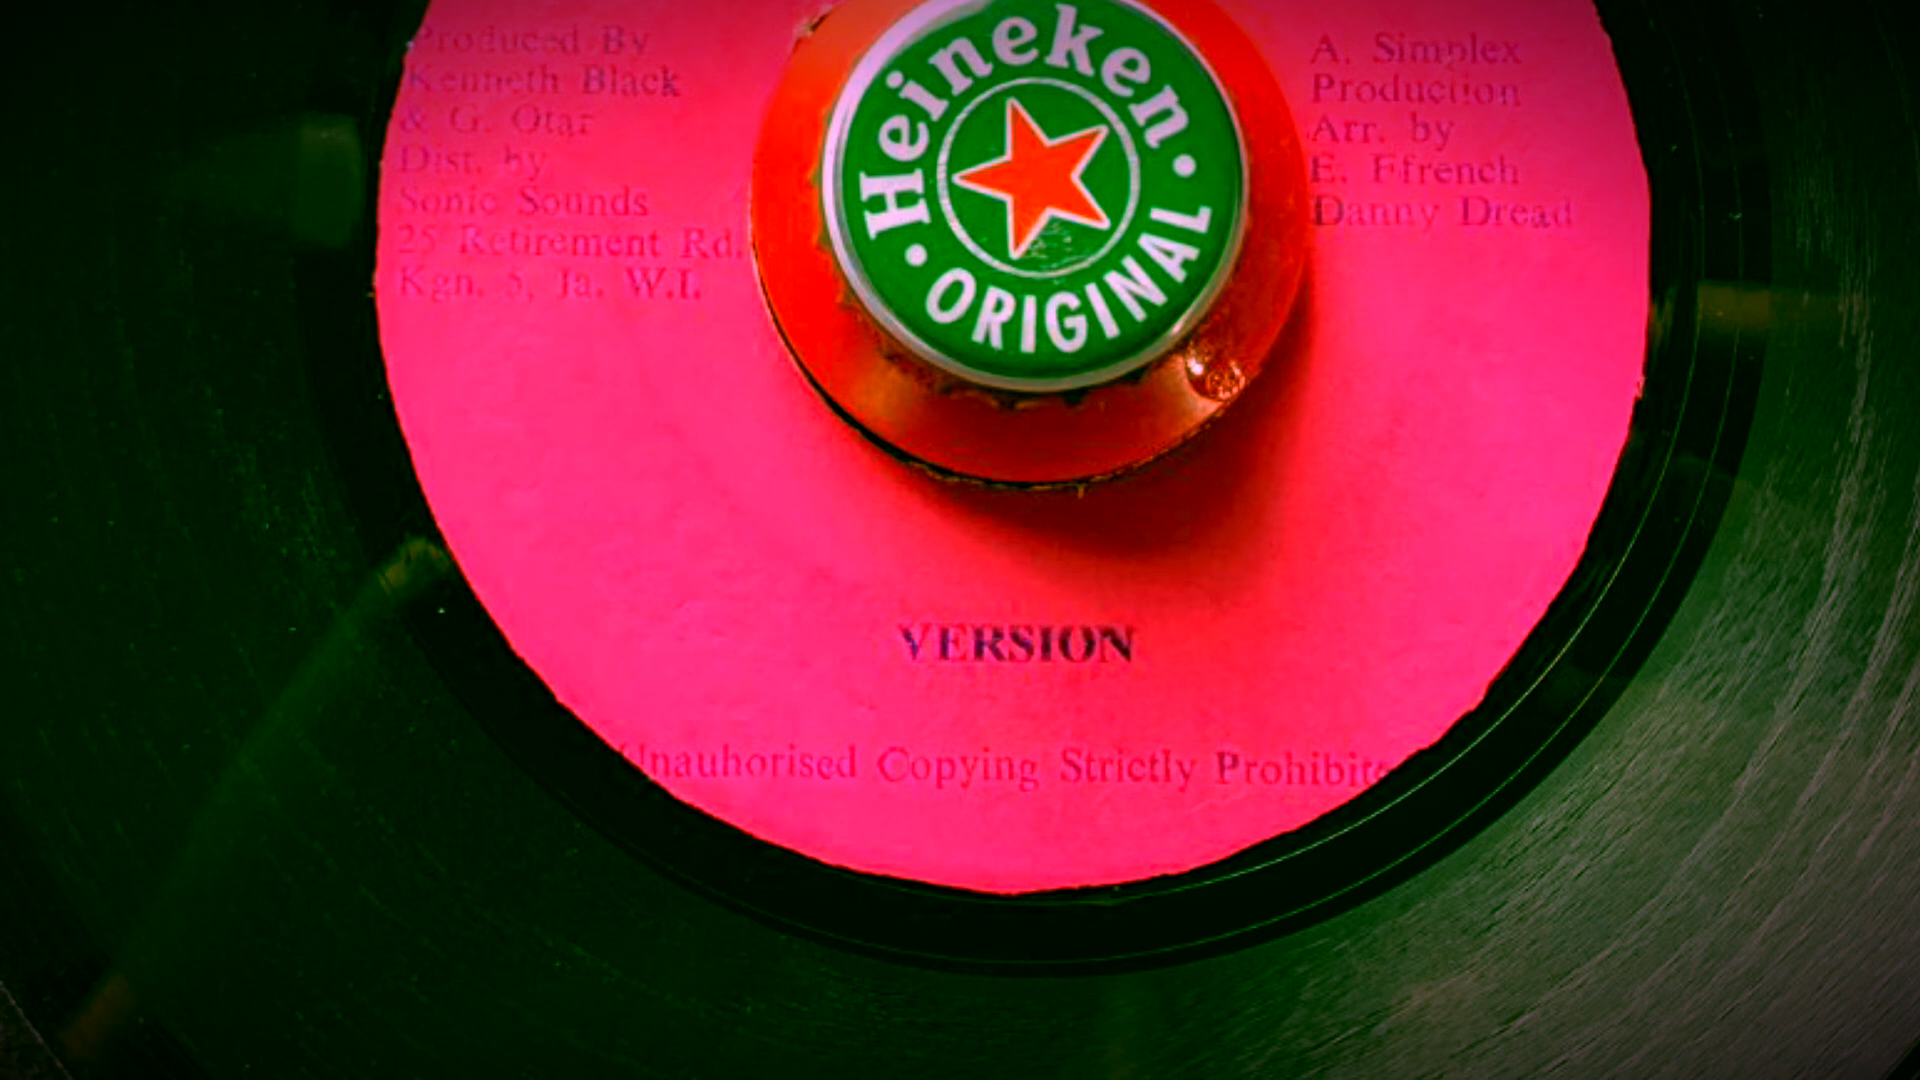 Produced By
Kenneth Black
& G. Otar
Dist. by
Sonic Sounds
25 Retirement Rd.
Kgn. 5, Ja. W.I.
Heineken
ORIGINAL
A. Simplex
Production
Arr. by
E. Ffrench
Danny Dread
VERSION
Unauhorised Copying Strictly Prohibite